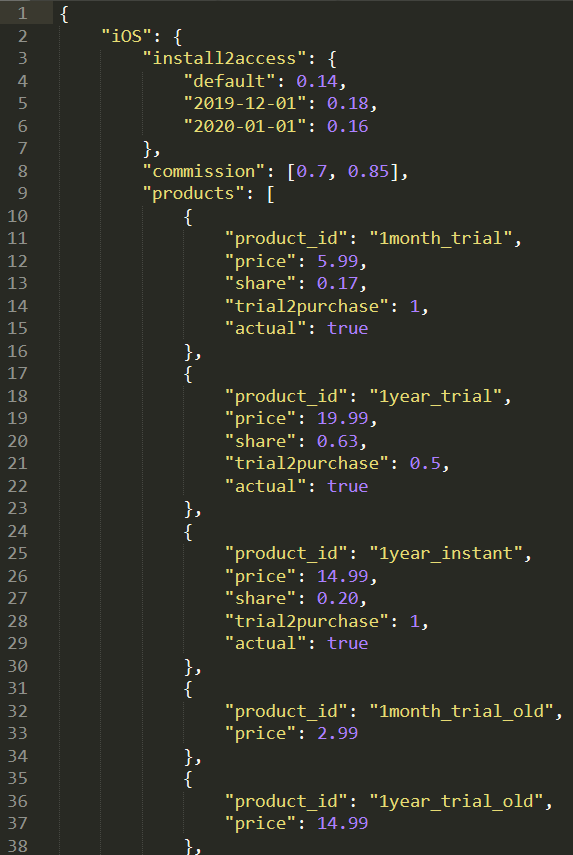 1 {
2 "iOS": {
3 "install2access": {
4 "default": 0.14,
5 "2019-12-01": 0.18,
6 "2020-01-01": 0.16
7 },
8 "commission": [0.7, 0.85],
9 "products": [
10 {
11 "product_id": "1month_trial",
12 "price": 5.99,
13 "share": 0.17,
14 "trial2purchase": 1,
15 "actual": true
16 },
17 {
18 "product_id": "1year_trial",
19 "price": 19.99,
20 "share": 0.63,
21 "trial2purchase": 0.5,
22 "actual": true
23 },
24 {
25 "product_id": "1year_instant",
26 "price": 14.99,
27 "share": 0.20,
28 "trial2purchase": 1,
29 "actual": true
30 },
31 {
32 "product_id": "1month_trial_old",
33 "price": 2.99
34 },
35 {
36 "product_id": "1year_trial_old",
37 "price": 14.99
38 },